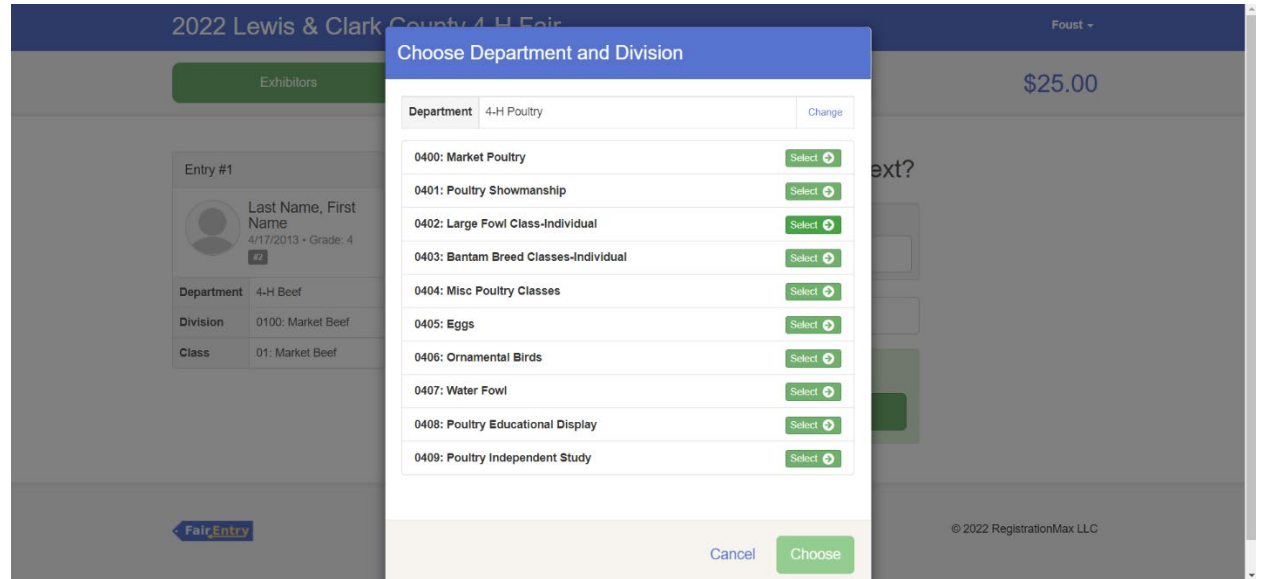 2022 Lewis & Clark County 4-H Fair
Foust
Exhibitors
$25.00
Choose Department and Division
Department 4-H Poultry Change
0400: Market Poultry Select
0401: Poultry Showmanship Select
0402: Large Fowl Class-Individual Select
0403: Bantam Breed Classes-Individual Select
0404: Misc Poultry Classes Select
0405: Eggs Select
0406: Ornamental Birds Select
0407: Water Fowl Select
0408: Poultry Educational Display Select
0409: Poultry Independent Study Select
Cancel Choose
Entry #1
Last Name, First
Name
4/17/2013 • Grade: 4
#2
Department 4-H Beef
Division 0100: Market Beef
Class 01: Market Beef
ext?
FairEntry
© 2022 RegistrationMax LLC